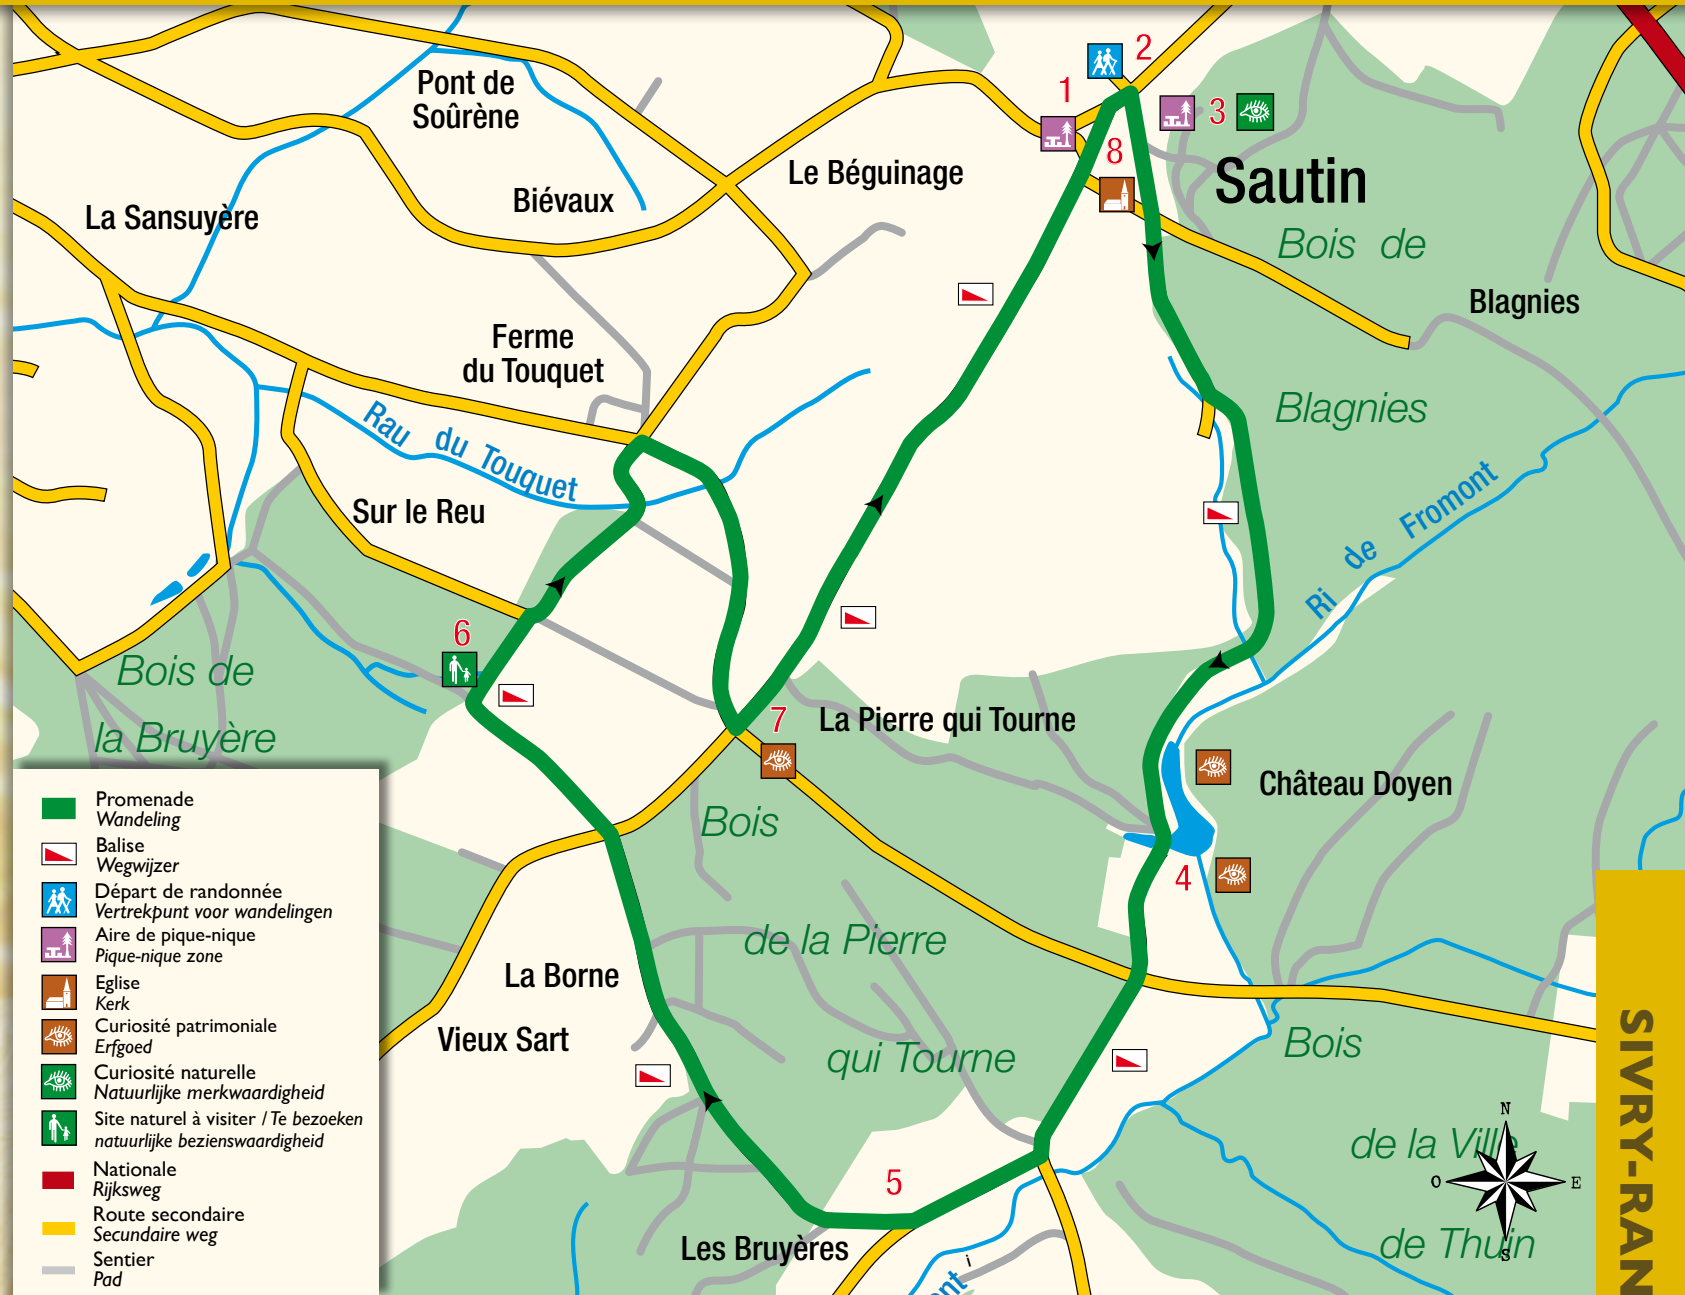 Pont de
Soûrène
2
1
3
8
Le Béguinage
Sautin
Biévaux
La Sansuyère
Bois de
Blagnies
Ferme
du Touquet
Blagnies
Rau du Touquet
Sur le Reu
Ri de Fromont
6
Bois de
la Bruyère
7
La Pierre qui Tourne
Château Doyen
Bois
4
de la Pierre
La Borne
Vieux Sart
qui Tourne
Bois
de la Ville
de Thuin
5
Les Bruyères
i
N
O
E
S
SIVRY-RAN
Promenade
Wandeling
Balise
Wegwijzer
Départ de randonnée
Vertrekpunt voor wandelingen
Aire de pique-nique
Pique-nique zone
Eglise
Kerk
Curiosité patrimoniale
Erfgoed
Curiosité naturelle
Natuurlijke merkwaardigheid
Site naturel à visiter / Te bezoeken
natuurlijke bezienswaardigheid
Nationale
Rijksweg
Route secondaire
Secundaire weg
Sentier
Pad